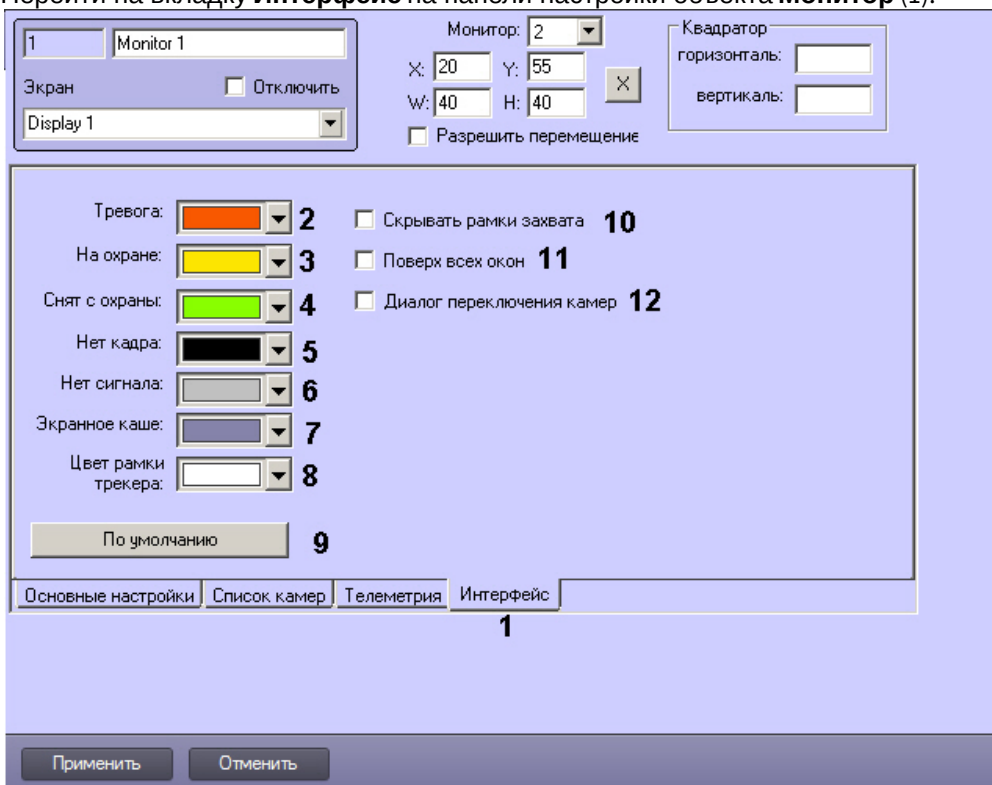 Перейти на вкладку Интерфейс на панели настройки объекта Монитор (1).
1 Monitor 1
Экран Отключить
Display 1
Монитор: 2
X: 20 Y: 55 X
W: 40 H: 40
Разрешить перемещение
Квадратор
горизонталь:
вертикаль:
Тревога: 2
На охране: 3
Снят с охраны: 4
Нет кадра: 5
Нет сигнала: 6
Экранное каше: 7
Цвет рамки
трекера: 8
По умолчанию 9
Скрывать рамки захвата 10
Поверх всех окон 11
Диалог переключения камер 12
Основные настройки Список камер Телеметрия Интерфейс
1
Применить Отменить